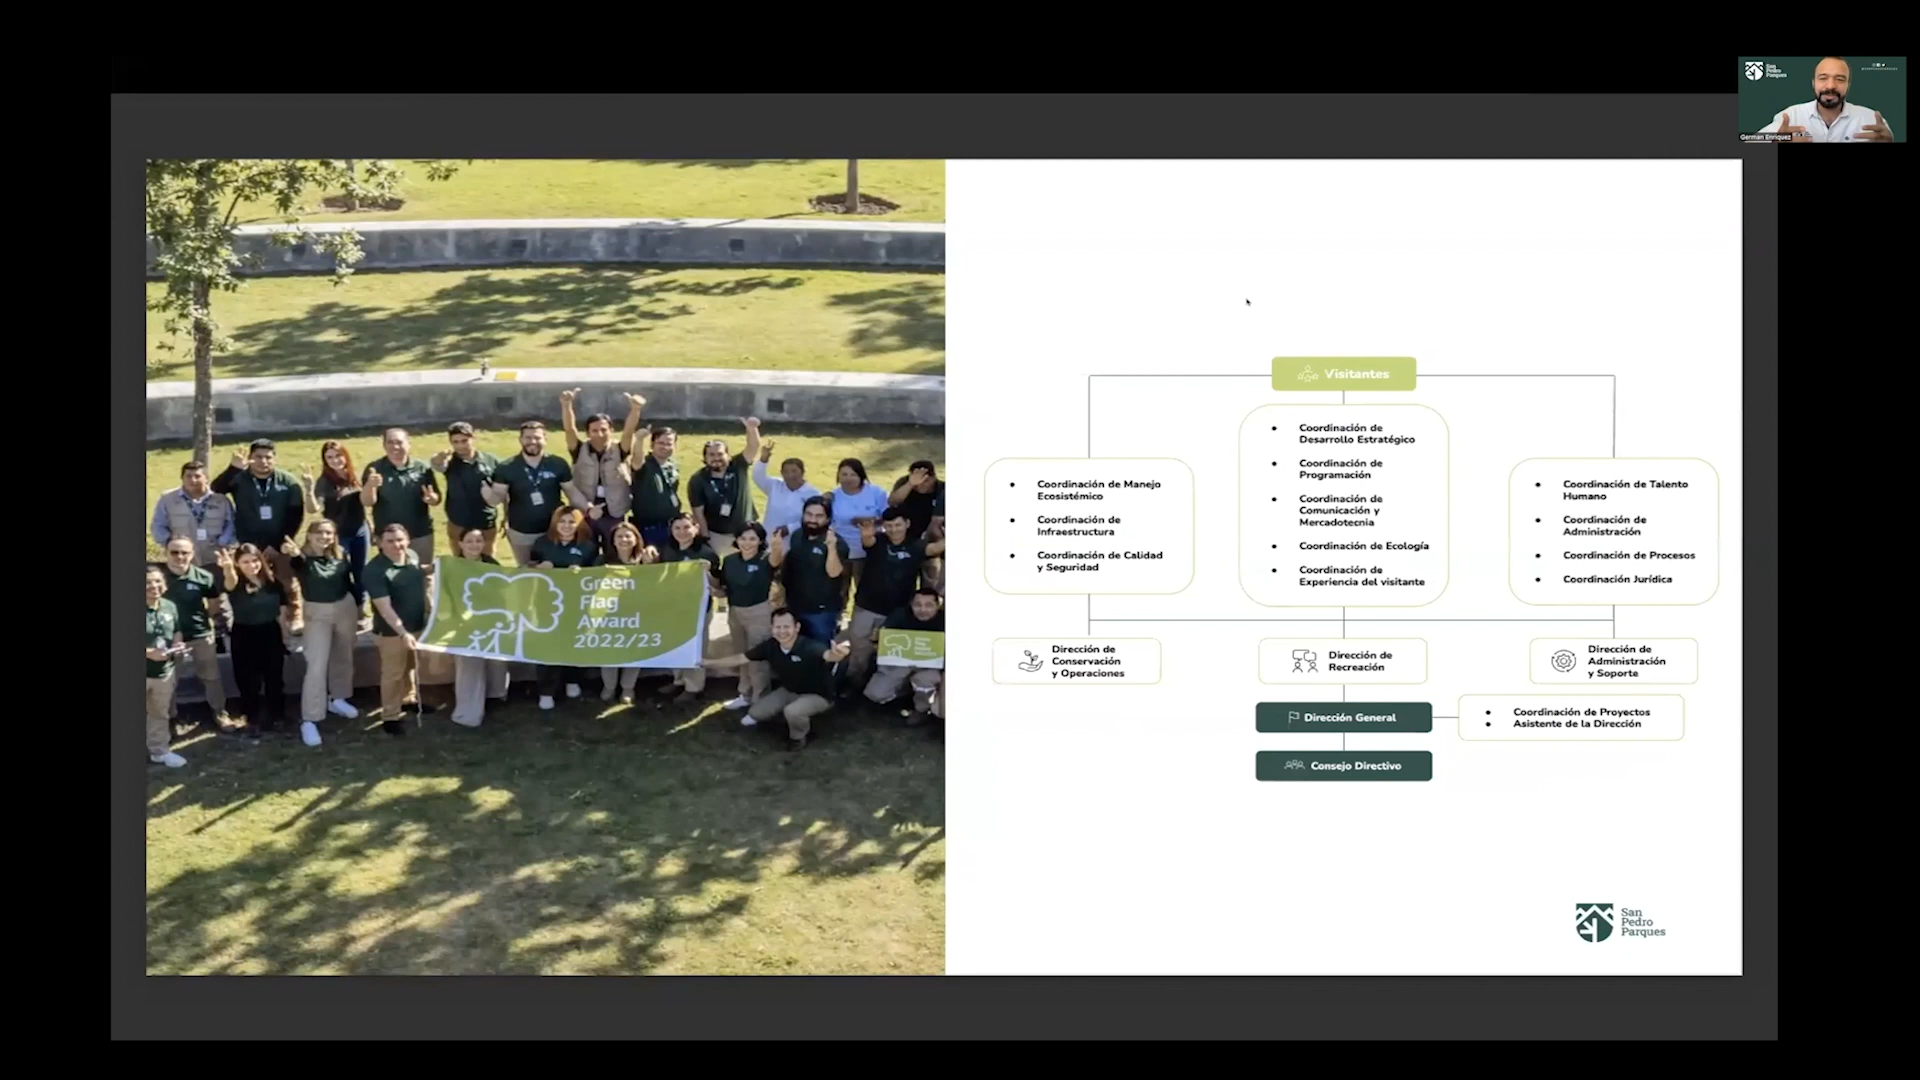 San
Pedro
Parques
German Enriquez
Green
Flag
Award
2022/23
Visitantes
Coordinación de Manejo
Ecosistémico
Coordinación de
Infraestructura
Coordinación de Calidad
y Seguridad
Coordinación de
Desarrollo Estratégico
Coordinación de
Programación
Coordinación de
Comunicación y
Mercadotecnia
Coordinación de Ecología
Coordinación de
Experiencia del visitante
Coordinación de Talento
Humano
Coordinación de
Administración
Coordinación de Procesos
Coordinación Jurídica
Dirección de
Conservación
y Operaciones
Dirección de
Recreación
Dirección de
Administración
y Soporte
Dirección General
Coordinación de Proyectos
Asistente de la Dirección
Consejo Directivo
San
Pedro
Parques